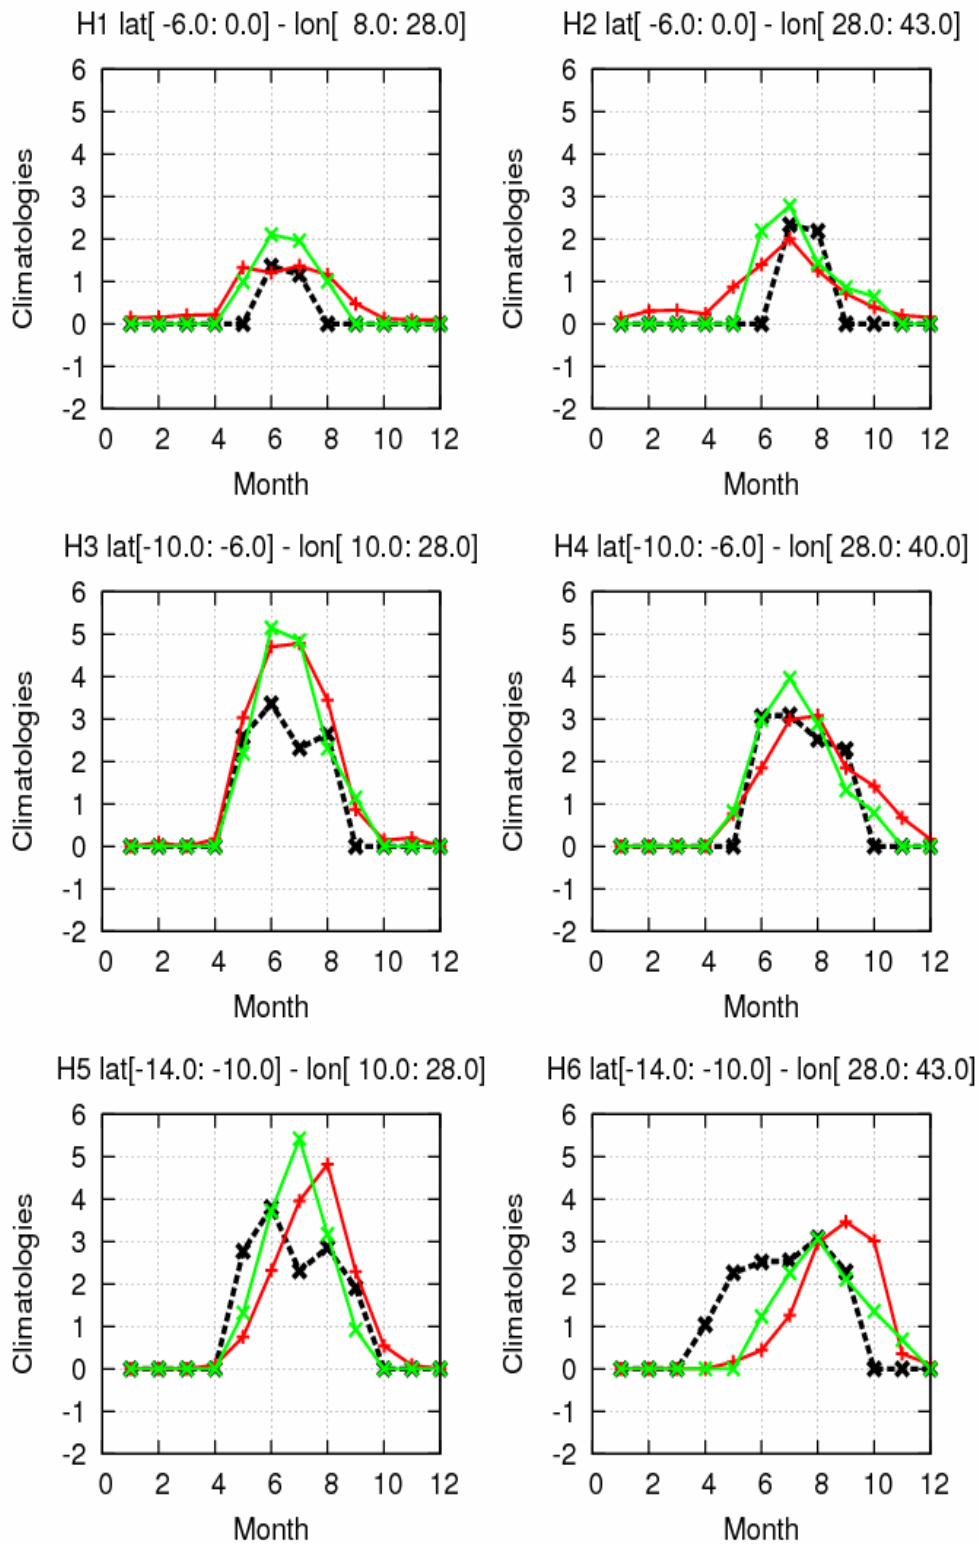 H1 lat[ -6.0: 0.0] - lon[  8.0: 28.0]
6
5
4
3
2
1
0
-1
-2
Climatologies
0 2 4 6 8 10 12
Month
H2 lat[ -6.0: 0.0] - lon[ 28.0: 43.0]
6
5
4
3
2
1
0
-1
-2
Climatologies
0 2 4 6 8 10 12
Month
H3 lat[-10.0: -6.0] - lon[ 10.0: 28.0]
6
5
4
3
2
1
0
-1
-2
Climatologies
0 2 4 6 8 10 12
Month
H4 lat[-10.0: -6.0] - lon[ 28.0: 40.0]
6
5
4
3
2
1
0
-1
-2
Climatologies
0 2 4 6 8 10 12
Month
H5 lat[-14.0: -10.0] - lon[ 10.0: 28.0]
6
5
4
3
2
1
0
-1
-2
Climatologies
0 2 4 6 8 10 12
Month
H6 lat[-14.0: -10.0] - lon[ 28.0: 43.0]
6
5
4
3
2
1
0
-1
-2
Climatologies
0 2 4 6 8 10 12
Month